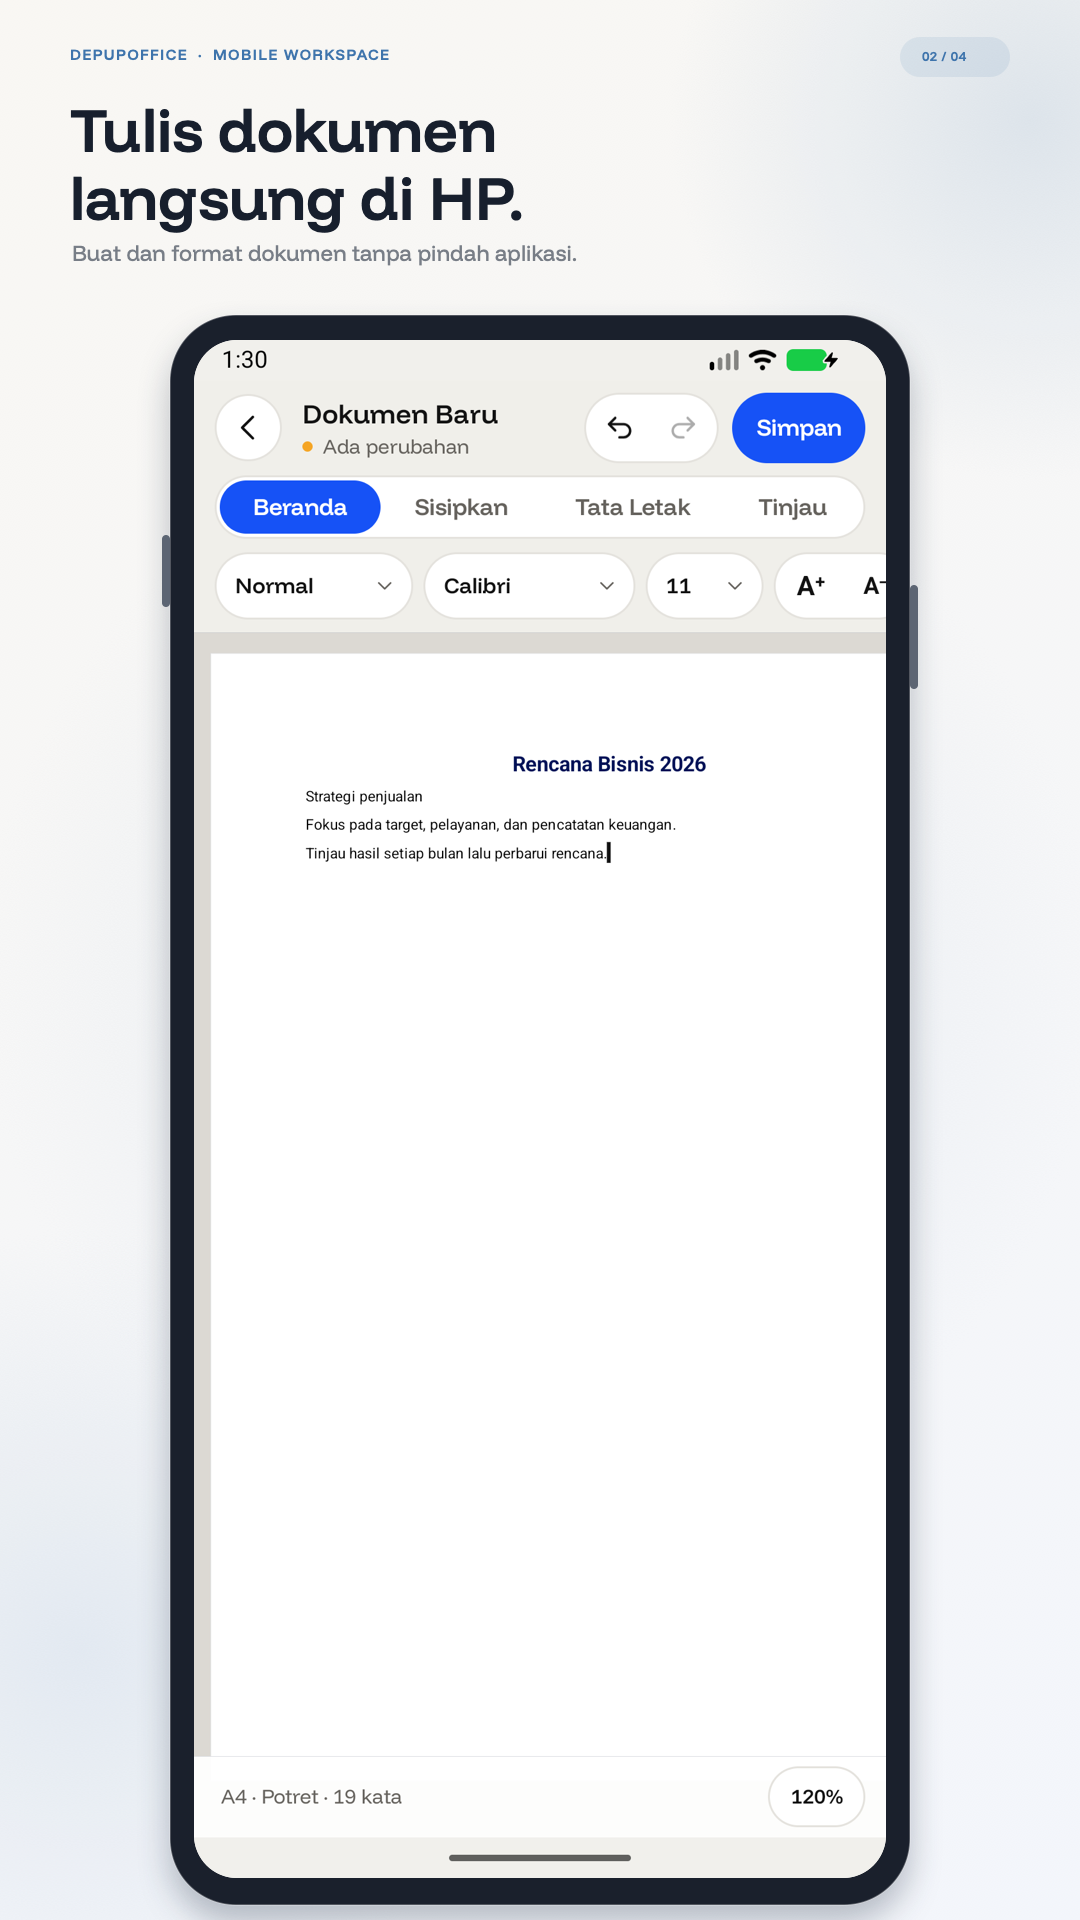 DEPUPOFFICE · MOBILE WORKSPACE
02 / 04
Tulis dokumen
langsung di HP.
Buat dan format dokumen tanpa pindah aplikasi.
1:30
Dokumen Baru
Ada perubahan
Simpan
Beranda Sisipkan Tata Letak Tinjau
Normal Calibri 11 A+ A-
Rencana Bisnis 2026
Strategi penjualan
Fokus pada target, pelayanan, dan pencatatan keuangan.
Tinjau hasil setiap bulan lalu perbarui rencana.
A4 · Potret · 19 kata
120%